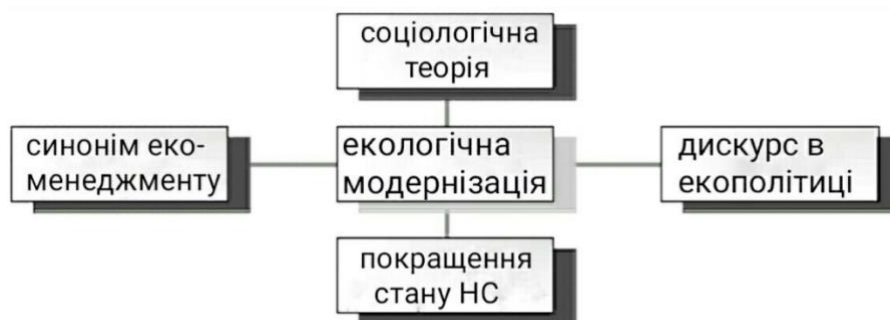 соціологічна
теорія
синонім еко-
менеджменту
екологічна
модернізація
дискурс в
екополітиці
покращення
стану НС